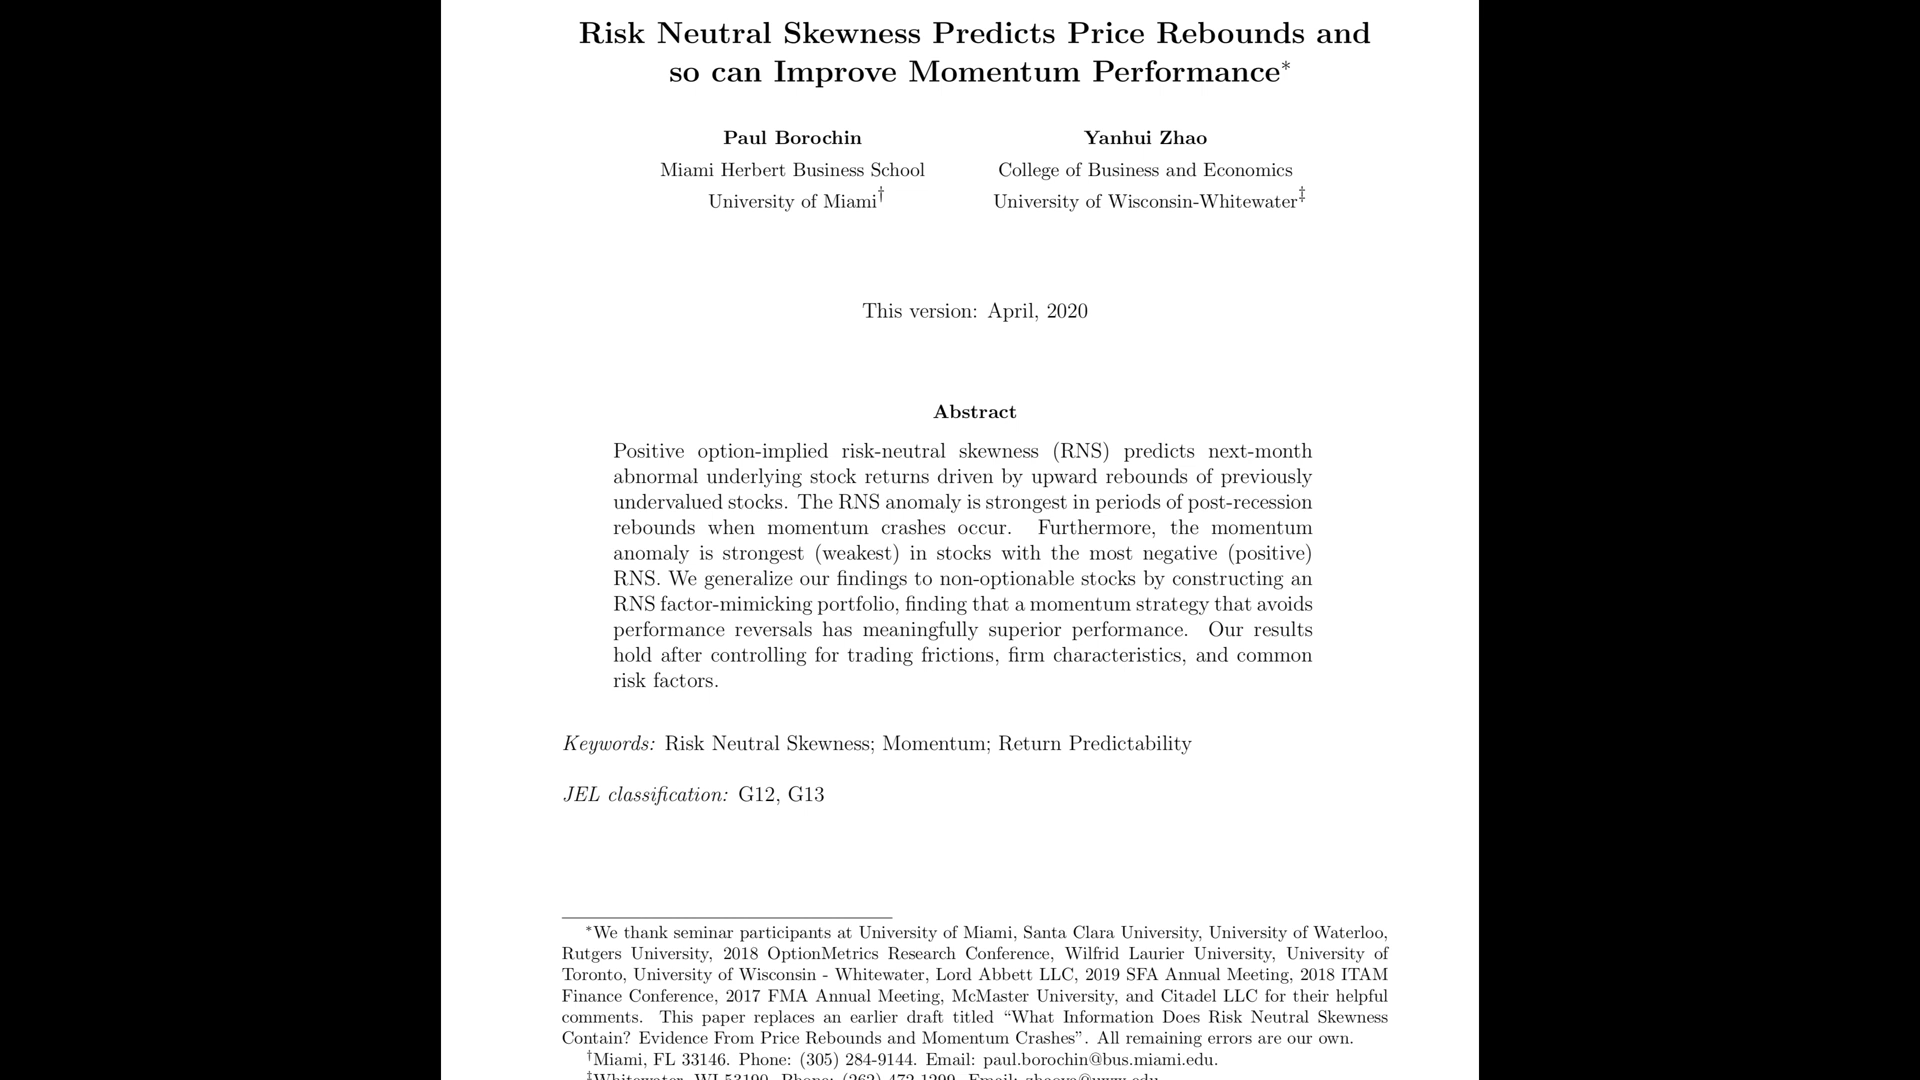 Risk Neutral Skewness Predicts Price Rebounds and
so can Improve Momentum Performance*
Paul Borochin
Miami Herbert Business School
University of Miami†
Yanhui Zhao
College of Business and Economics
University of Wisconsin-Whitewater‡
This version: April, 2020
Abstract
Positive option-implied risk-neutral skewness (RNS) predicts next-month
abnormal underlying stock returns driven by upward rebounds of previously
undervalued stocks. The RNS anomaly is strongest in periods of post-recession
rebounds when momentum crashes occur. Furthermore, the momentum
anomaly is strongest (weakest) in stocks with the most negative (positive)
RNS. We generalize our findings to non-optionable stocks by constructing an
RNS factor-mimicking portfolio, finding that a momentum strategy that avoids
performance reversals has meaningfully superior performance. Our results
hold after controlling for trading frictions, firm characteristics, and common
risk factors.
Keywords: Risk Neutral Skewness; Momentum; Return Predictability
JEL classification: G12, G13
*We thank seminar participants at University of Miami, Santa Clara University, University of Waterloo,
Rutgers University, 2018 OptionMetrics Research Conference, Wilfrid Laurier University, University of
Toronto, University of Wisconsin - Whitewater, Lord Abbett LLC, 2019 SFA Annual Meeting, 2018 ITAM
Finance Conference, 2017 FMA Annual Meeting, McMaster University, and Citadel LLC for their helpful
comments. This paper replaces an earlier draft titled “What Information Does Risk Neutral Skewness
Contain? Evidence From Price Rebounds and Momentum Crashes”. All remaining errors are our own.
†Miami, FL 33146. Phone: (305) 284-9144. Email: paul.borochin@bus.miami.edu.
‡Whitewater, WI Phone: (262) Email: